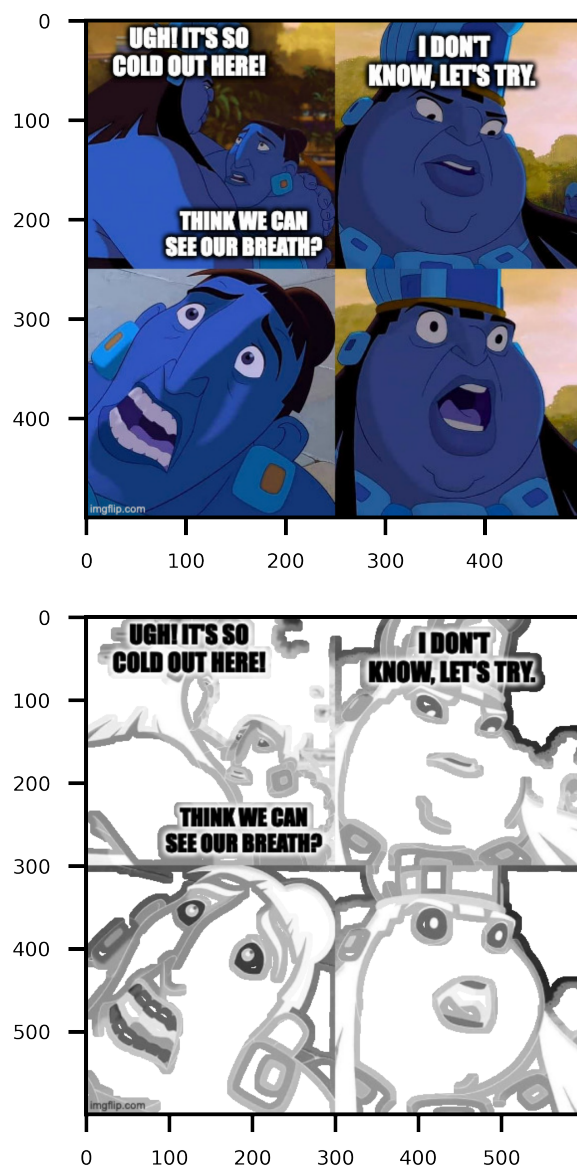 0
UGH! IT'S SO
COLD OUT HERE!
I DON'T
KNOW, LET'S TRY.
100
200
THINK WE CAN
SEE OUR BREATH?
300
400
imgflip.com
0 100 200 300 400
0
UGH! IT'S SO
COLD OUT HERE!
I DON'T
KNOW, LET'S TRY.
100
200
THINK WE CAN
SEE OUR BREATH?
300
400
500
imgflip.com
0 100 200 300 400 500